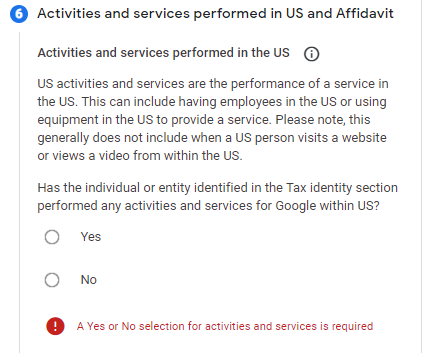 6 Activities and services performed in US and Affidavit
Activities and services performed in the US
US activities and services are the performance of a service in
the US. This can include having employees in the US or using
equipment in the US to provide a service. Please note, this
generally does not include when a US person visits a website
or views a video from within the US.
Has the individual or entity identified in the Tax identity section
performed any activities and services for Google within US?
Yes
No
A Yes or No selection for activities and services is required